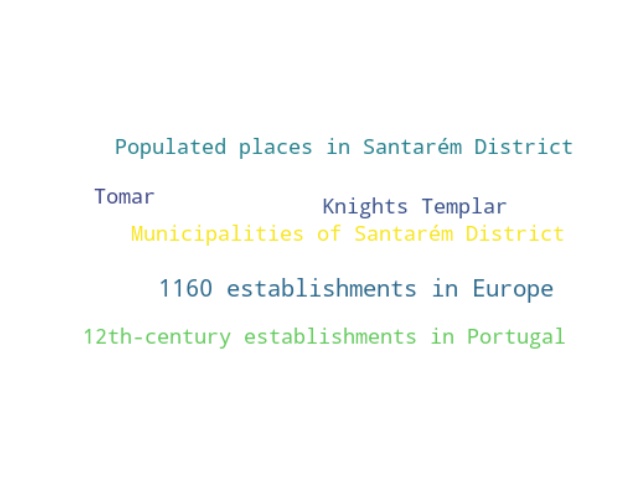 Populated places in Santarém District
Tomar
Knights Templar
Municipalities of Santarém District
1160 establishments in Europe
12th-century establishments in Portugal